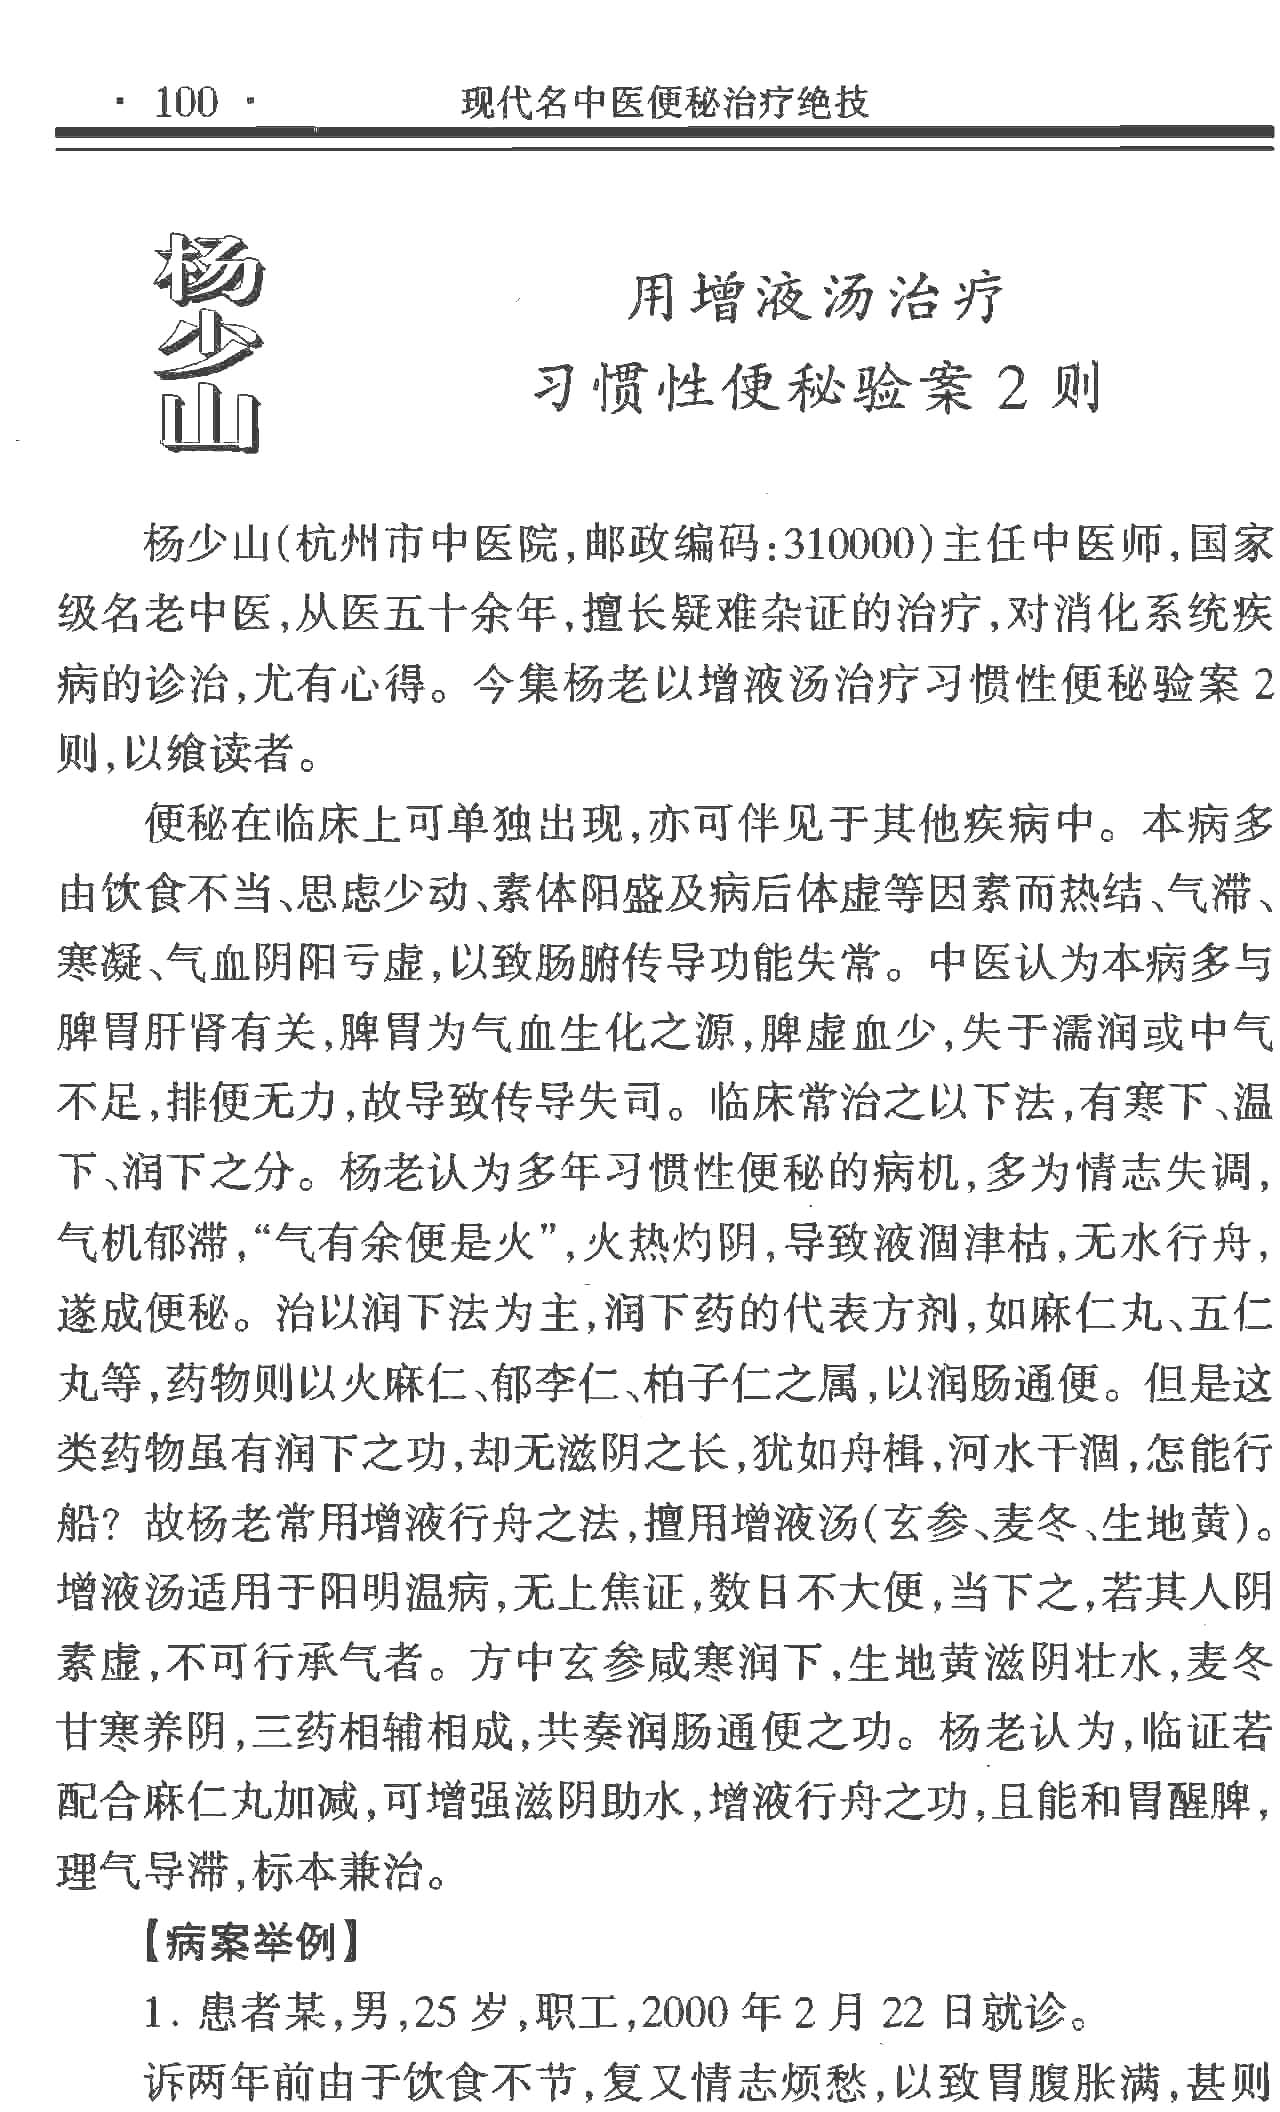 · 100 · 现代名中医便秘治疗绝技
杨少山
用增液汤治疗
习惯性便秘验案 2 则
杨少山(杭州市中医院,邮政编码:310000)主任中医师,国家
级名老中医,从医五十余年,擅长疑难杂证的治疗,对消化系统疾
病的诊治,尤有心得。今集杨老以增液汤治疗习惯性便秘验案 2
则,以飨读者。
便秘在临床上可单独出现,亦可伴见于其他疾病中。本病多
由饮食不当、思虑少动、素体阳盛及病后体虚等因素而热结、气滞、
寒凝、气血阴阳亏虚,以致肠腑传导功能失常。中医认为本病多与
脾胃肝肾有关,脾胃为气血生化之源,脾虚血少,失于濡润或中气
不足,排便无力,故导致传导失司。临床常治之以下法,有寒下、温
下、润下之分。杨老认为多年习惯性便秘的病机,多为情志失调,
气机郁滞,“气有余便是火”,火热灼阴,导致液涸津枯,无水行舟,
遂成便秘。治以润下法为主,润下药的代表方剂,如麻仁丸、五仁
丸等,药物则以火麻仁、郁李仁、柏子仁之属,以润肠通便。但是这
类药物虽有润下之功,却无滋阴之长,犹如舟楫,河水干涸,怎能行
船? 故杨老常用增液行舟之法,擅用增液汤(玄参、麦冬、生地黄)。
增液汤适用于阳明温病,无上焦证,数日不大便,当下之,若其人阴
素虚,不可行承气者。方中玄参咸寒润下,生地黄滋阴壮水,麦冬
甘寒养阴,三药相辅相成,共奏润肠通便之功。杨老认为,临证若
配合麻仁丸加减,可增强滋阴助水,增液行舟之功,且能和胃醒脾,
理气导滞,标本兼治。
【病案举例】
1. 患者某,男,25 岁,职工,2000 年 2 月 22 日就诊。
诉两年前由于饮食不节,复又情志烦愁,以致胃腹胀满,甚则